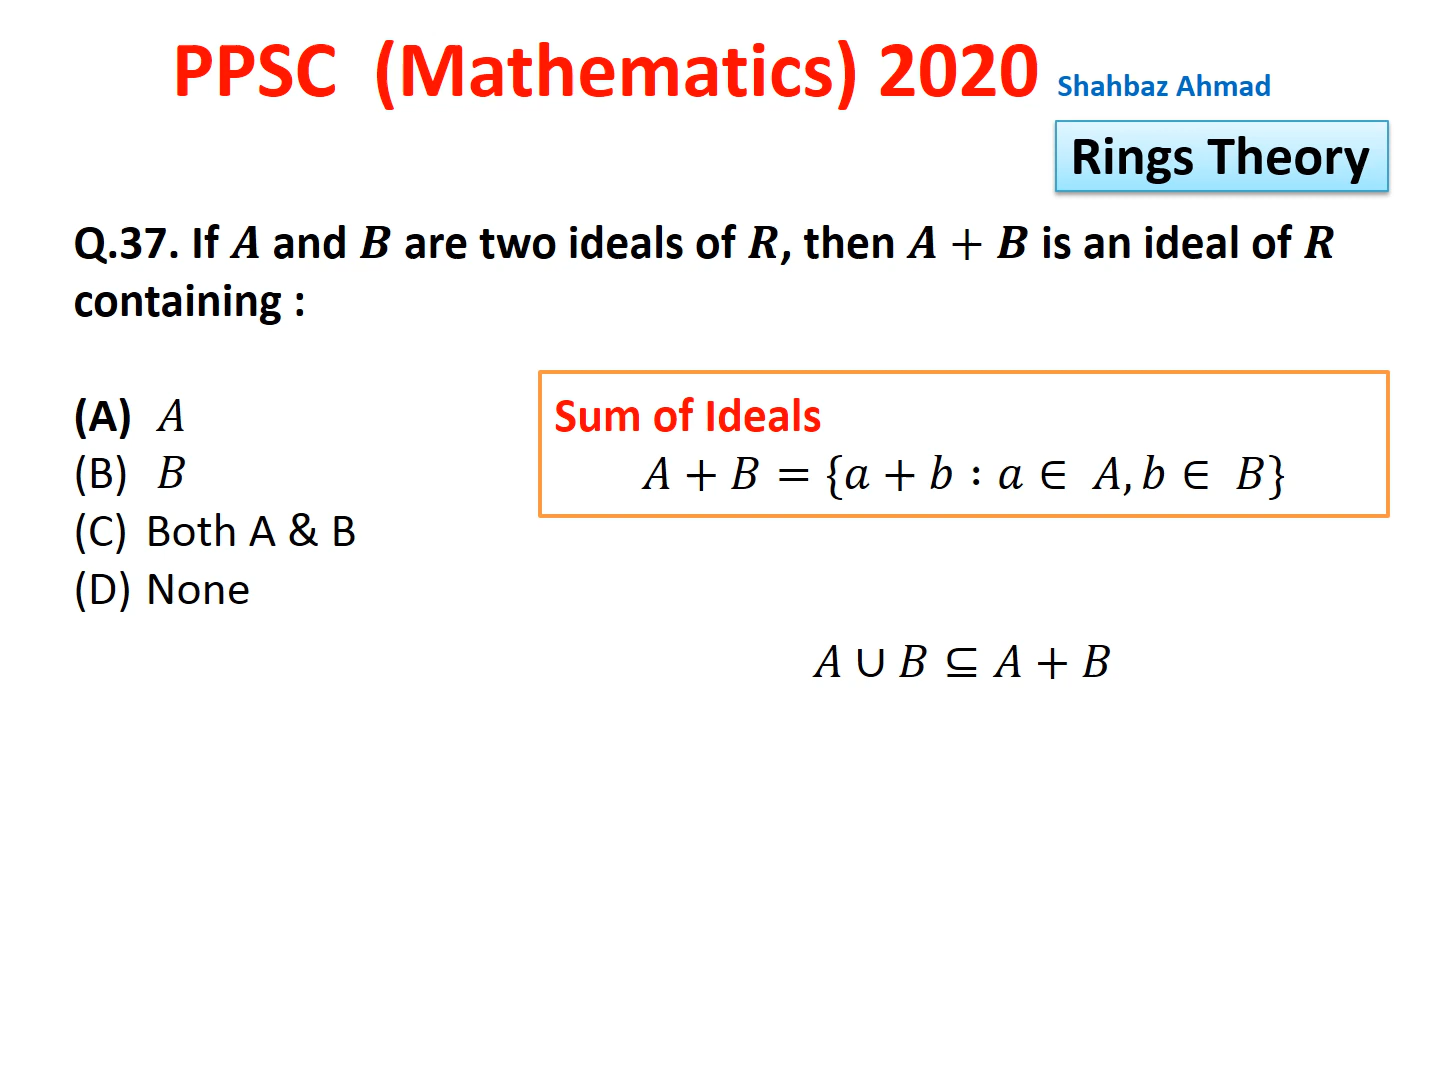 PPSC (Mathematics) 2020 Shahbaz Ahmad
Rings Theory
Q.37. If A and B are two ideals of R, then A + B is an ideal of R
containing :
(A) A
(B) B
(C) Both A & B
(D) None
Sum of Ideals
A + B = {a + b : a ∈ A, b ∈ B}
A ∪ B ⊆ A + B